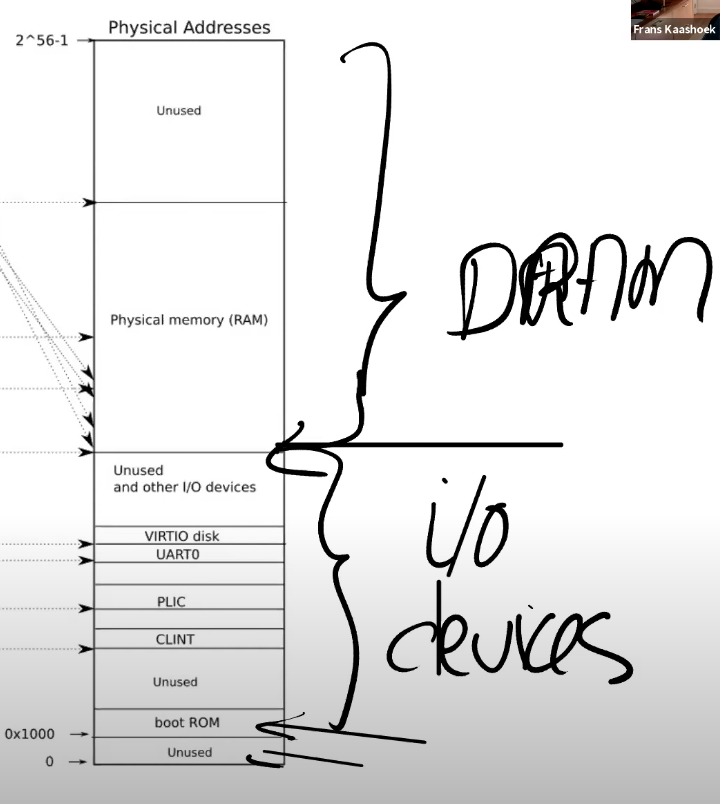 Frans Kaashoek
Physical Addresses
2^56-1
Unused
Physical memory (RAM)
DRAM
Unused
and other I/O devices
i/o
devices
VIRTIO disk
UART0
PLIC
CLINT
Unused
boot ROM
0x1000
Unused
0